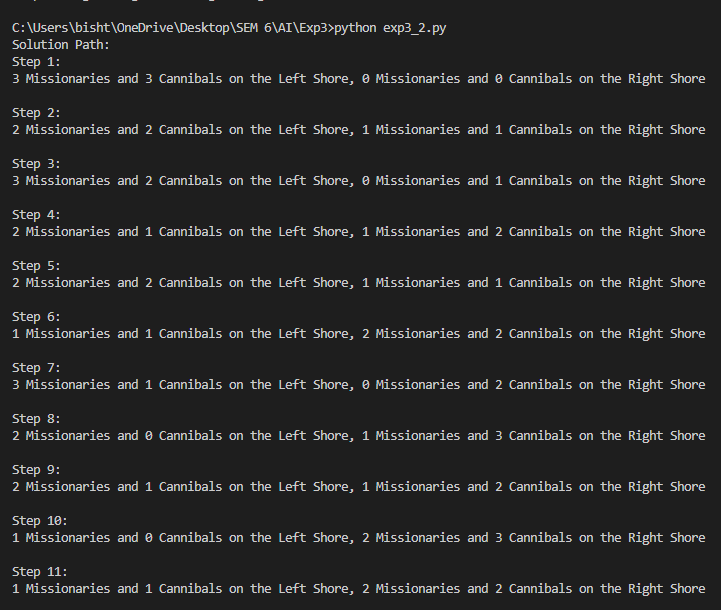 C:\Users\bisht\OneDrive\Desktop\SEM 6\AI\Exp3>python exp3_2.py
Solution Path:
Step 1:
3 Missionaries and 3 Cannibals on the Left Shore, 0 Missionaries and 0 Cannibals on the Right Shore
Step 2:
2 Missionaries and 2 Cannibals on the Left Shore, 1 Missionaries and 1 Cannibals on the Right Shore
Step 3:
3 Missionaries and 2 Cannibals on the Left Shore, 0 Missionaries and 1 Cannibals on the Right Shore
Step 4:
2 Missionaries and 1 Cannibals on the Left Shore, 1 Missionaries and 2 Cannibals on the Right Shore
Step 5:
2 Missionaries and 2 Cannibals on the Left Shore, 1 Missionaries and 1 Cannibals on the Right Shore
Step 6:
1 Missionaries and 1 Cannibals on the Left Shore, 2 Missionaries and 2 Cannibals on the Right Shore
Step 7:
3 Missionaries and 1 Cannibals on the Left Shore, 0 Missionaries and 2 Cannibals on the Right Shore
Step 8:
2 Missionaries and 0 Cannibals on the Left Shore, 1 Missionaries and 3 Cannibals on the Right Shore
Step 9:
2 Missionaries and 1 Cannibals on the Left Shore, 1 Missionaries and 2 Cannibals on the Right Shore
Step 10:
1 Missionaries and 0 Cannibals on the Left Shore, 2 Missionaries and 3 Cannibals on the Right Shore
Step 11:
1 Missionaries and 1 Cannibals on the Left Shore, 2 Missionaries and 2 Cannibals on the Right Shore